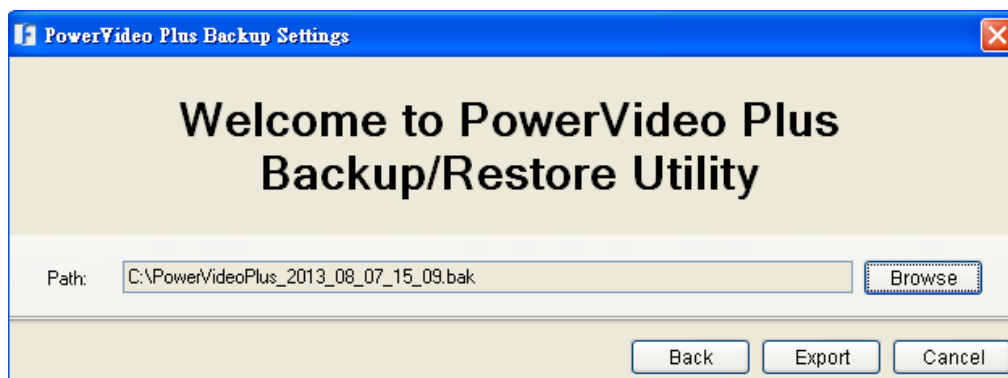 PowerVideo Plus Backup Settings
Welcome to PowerVideo Plus
Backup/Restore Utility
Path: C:\PowerVideoPlus_2013_08_07_15_09.bak Browse
Back Export Cancel